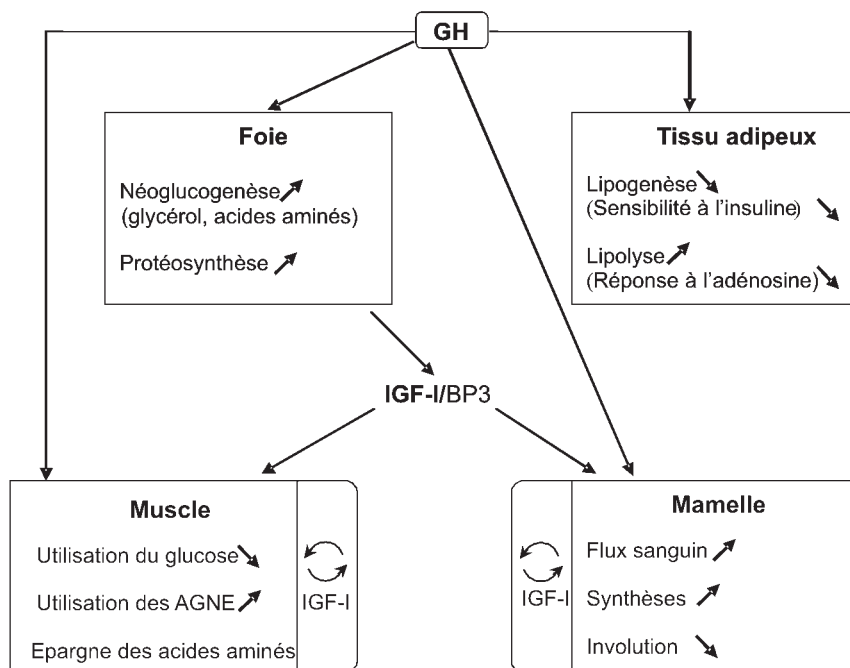 GH
Foie
Néoglucogenèse
(glycérol, acides aminés)
Protéosynthèse
Tissu adipeux
Lipogenèse
(Sensibilité à l'insuline)
Lipolyse
(Réponse à l'adénosine)
IGF-I/BP3
Muscle
Utilisation du glucose
Utilisation des AGNE
Epargne des acides aminés
IGF-I
IGF-I
Mamelle
Flux sanguin
Synthèses
Involution